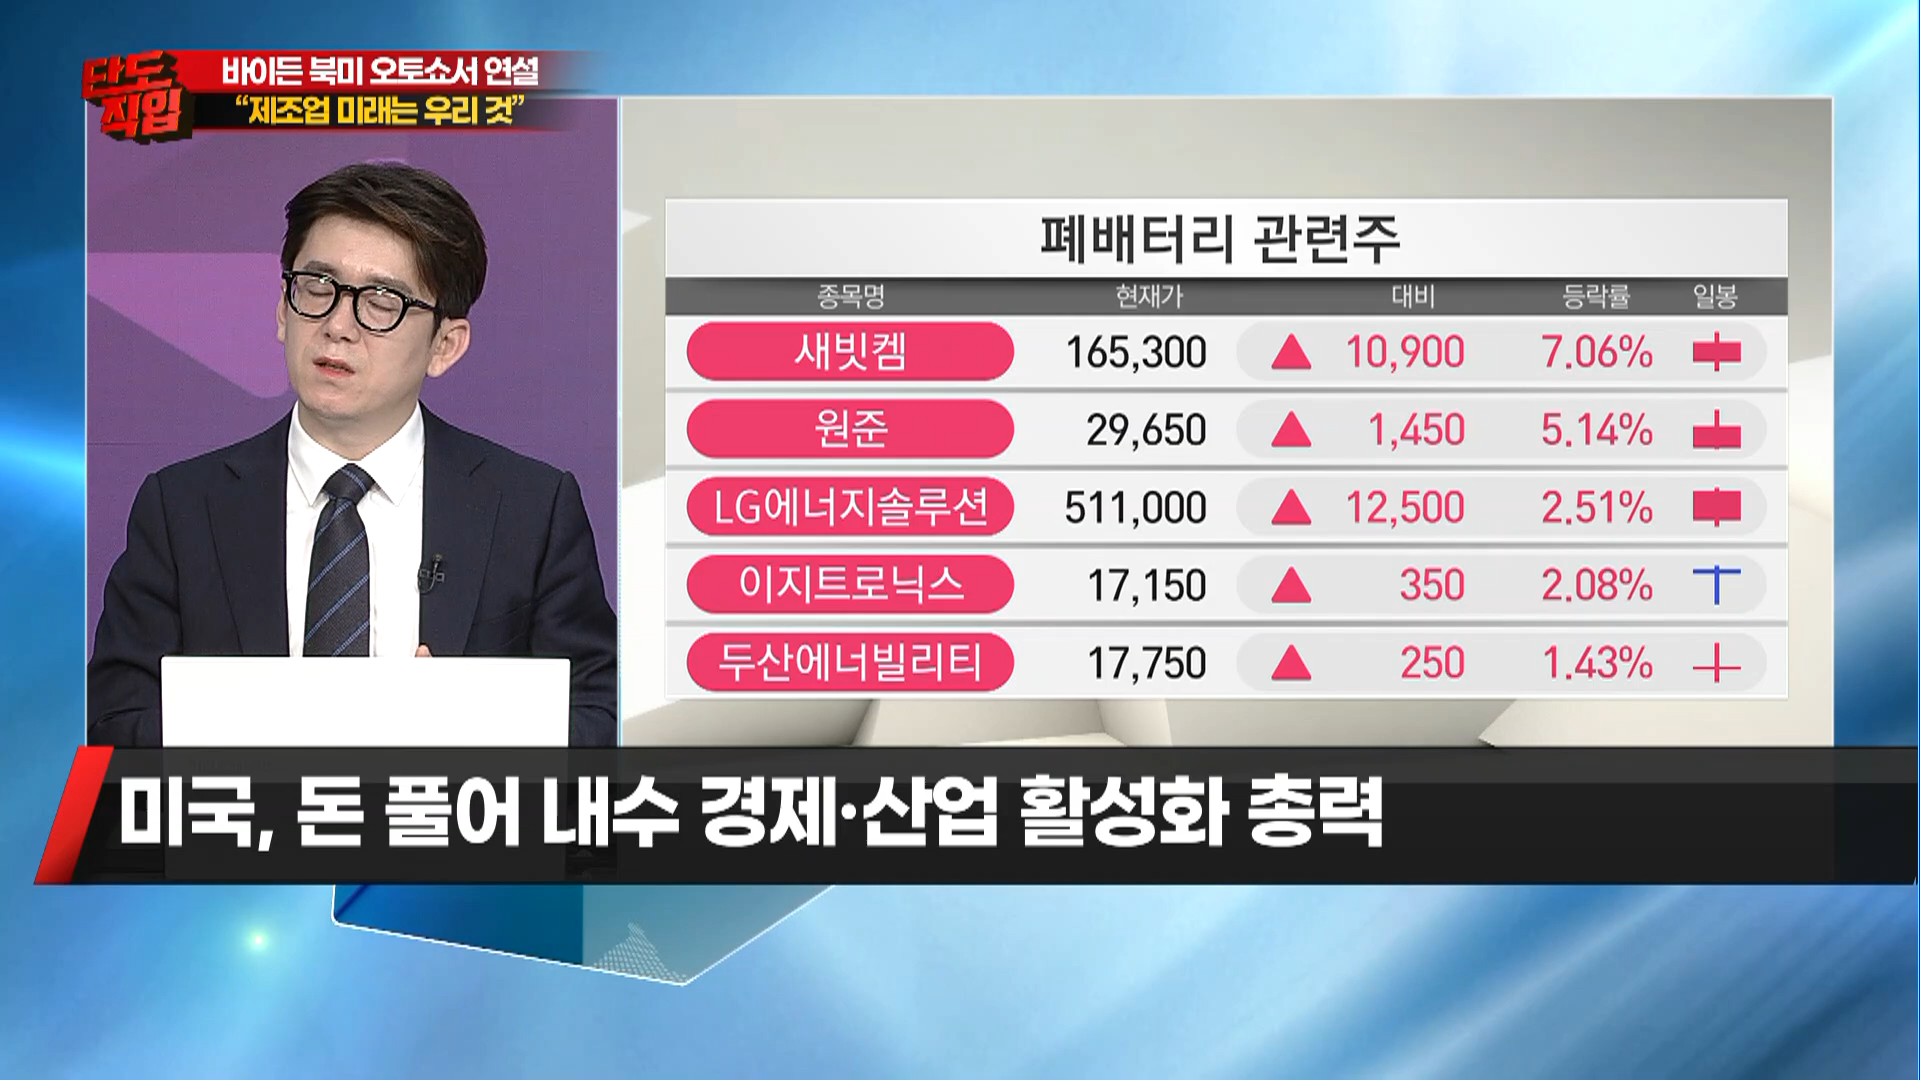 단도
직입
바이든 북미 오토쇼서 연설
“제조업 미래는 우리 것”
폐배터리 관련주
종목명 현재가 대비 등락률 일봉
새빗켐 165,300 ▲ 10,900 7.06%
원준 29,650 ▲ 1,450 5.14%
LG에너지솔루션 511,000 ▲ 12,500 2.51%
이지트로닉스 17,150 ▲ 350 2.08%
두산에너빌리티 17,750 ▲ 250 1.43%
미국, 돈 풀어 내수 경제·산업 활성화 총력